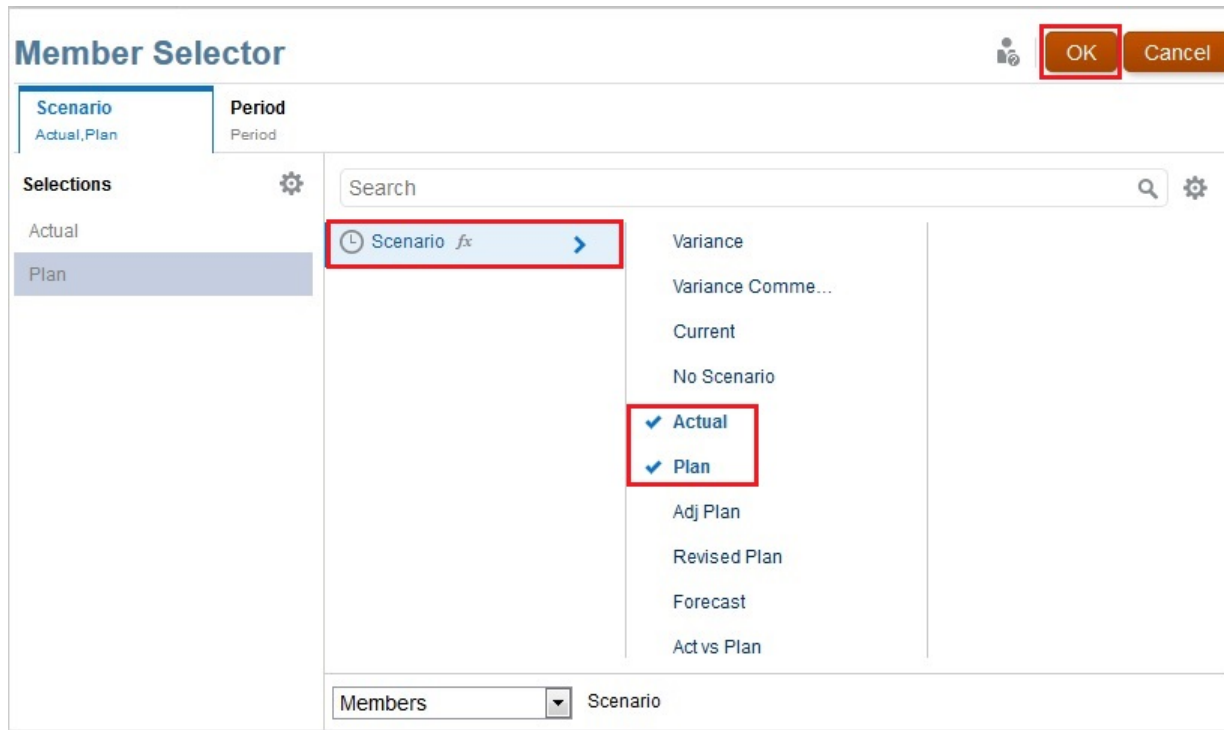 Member Selector
OK
Cancel
Scenario
Actual,Plan
Period
Period
Selections
Actual
Plan
Search
Scenario fx
Variance
Variance Comme...
Current
No Scenario
Actual
Plan
Adj Plan
Revised Plan
Forecast
Act vs Plan
Members
Scenario